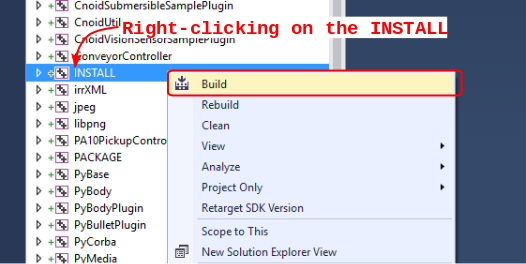 CnoidSubmersibleSamplePlugin
CnoidUtil
Right-clicking on the INSTALL
CnoidVisionSensorSamplePlugin
ConveyorController
INSTALL
Build
irrXML
Rebuild
jpeg
Clean
libpng
View
PA10PickupContro
Analyze
PACKAGE
Project Only
PyBase
Retarget SDK Version
PyBody
PyBodyPlugin
Scope to This
PyBulletPlugin
New Solution Explorer View
PyCorba
PyMedia